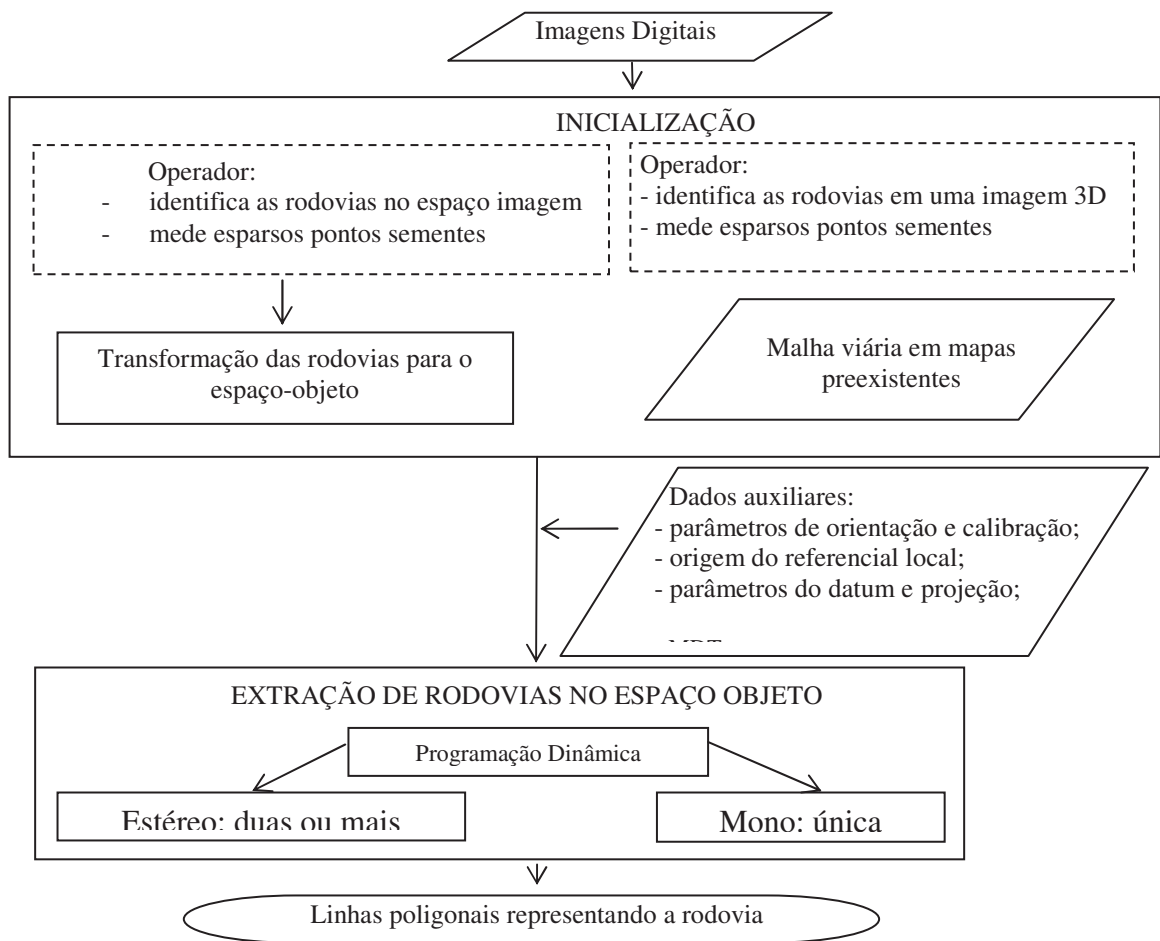 Imagens Digitais
INICIALIZAÇÃO
Operador:
- identifica as rodovias no espaço imagem
- mede esparsos pontos sementes
Operador:
- identifica as rodovias em uma imagem 3D
- mede esparsos pontos sementes
Transformação das rodovias para o
espaço-objeto
Malha viária em mapas
preexistentes
Dados auxiliares:
- parâmetros de orientação e calibração;
- origem do referencial local;
- parâmetros do datum e projeção;
EXTRAÇÃO DE RODOVIAS NO ESPAÇO OBJETO
Programação Dinâmica
Estéreo: duas ou mais
Mono: única
Linhas poligonais representando a rodovia